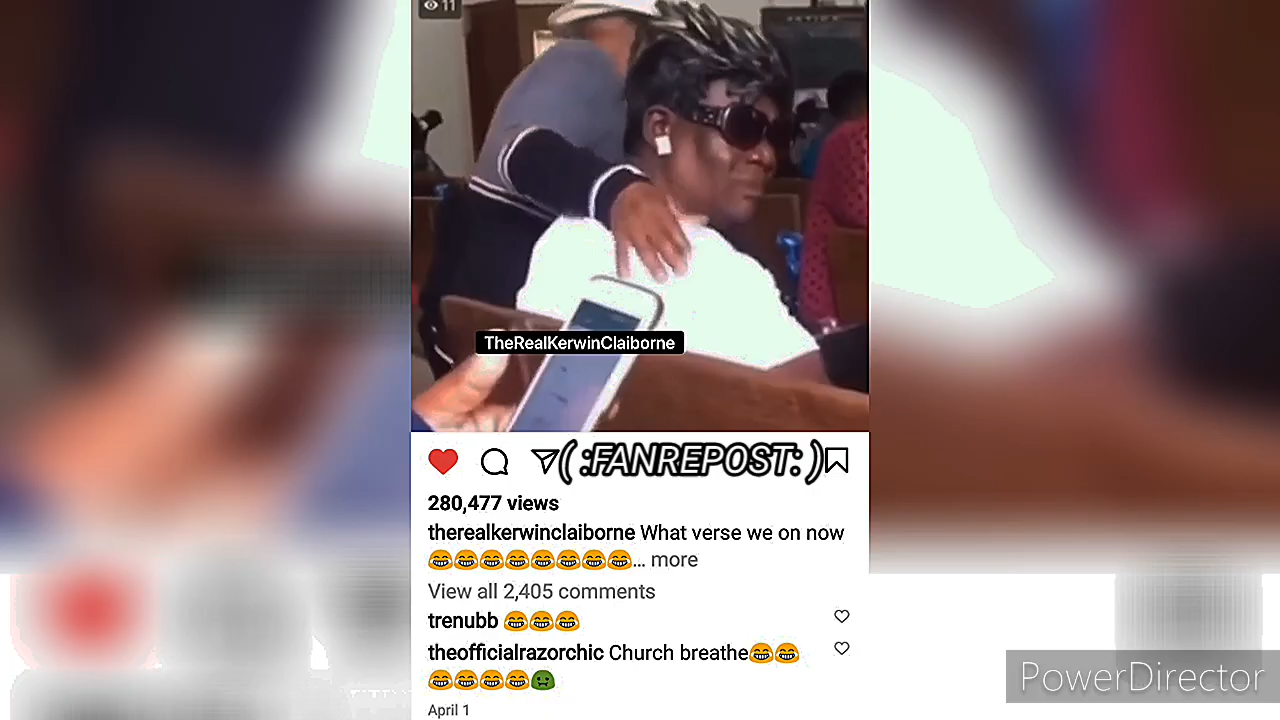 11
TheRealKerwinClaiborne
( :FANREPOST: )
280,477 views
therealkerwinclaiborne What verse we on now
😂😂😂😂😂😂😂😂... more
View all 2,405 comments
trenubb 😂😂😂
theofficialrazorchic Church breathe😂😂
😂😂😂😂🤢
April 1
PowerDirector